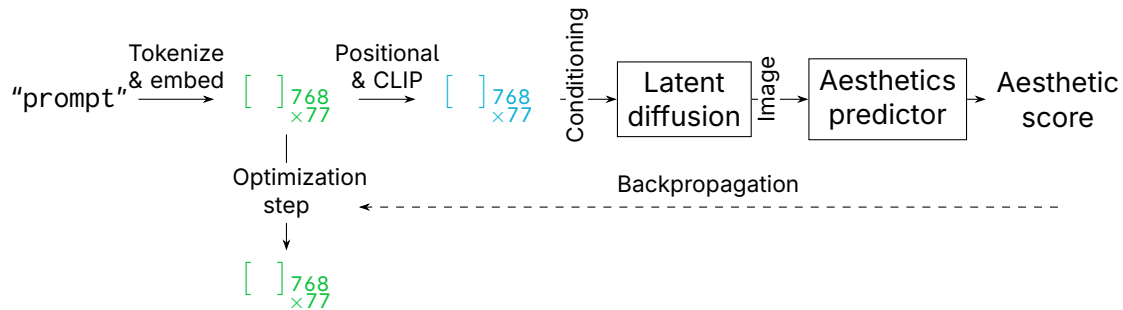 Tokenize
& embed
Positional
& CLIP
"prompt"
[ ]768
×77
[ ]768
×77
Conditioning
Latent
diffusion
Image
Aesthetics
predictor
Aesthetic
score
Optimization
step
Backpropagation
[ ]768
×77